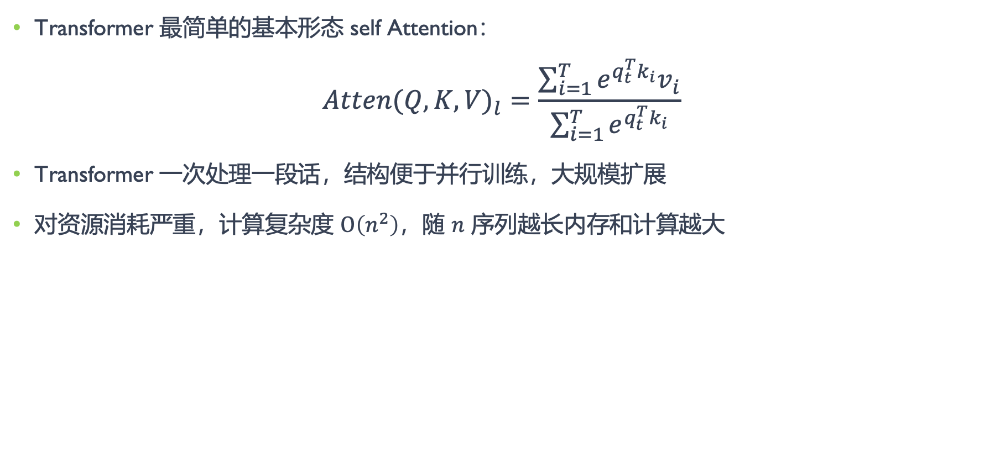 • Transformer 最简单的基本形态 self Attention：
$Atten(Q, K, V)_l = \frac{\sum_{i=1}^{T} e^{q_t^T k_i} v_i}{\sum_{i=1}^{T} e^{q_t^T k_i}}$
• Transformer 一次处理一段话，结构便于并行训练，大规模扩展
• 对资源消耗严重，计算复杂度 O($n^2$)，随 $n$ 序列越长内存和计算越大